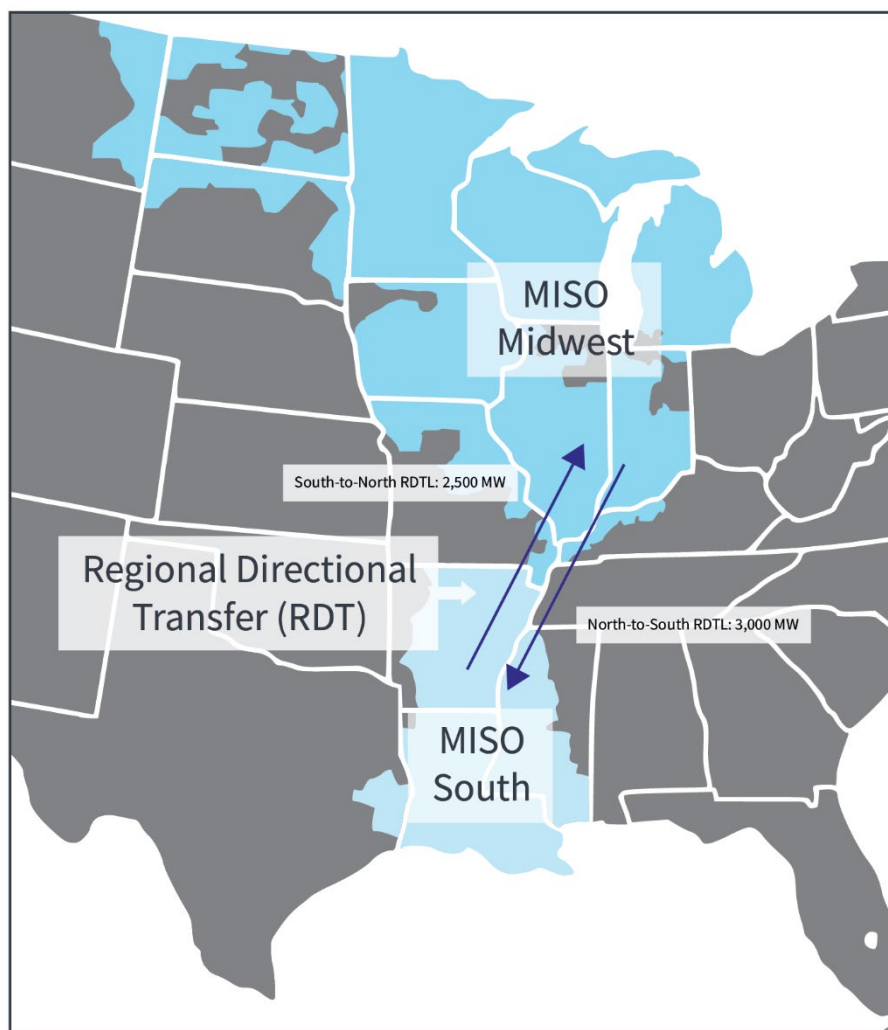 MISO
Midwest
South-to-North RDTL: 2,500 MW
Regional Directional
Transfer (RDT)
North-to-South RDTL: 3,000 MW
MISO
South